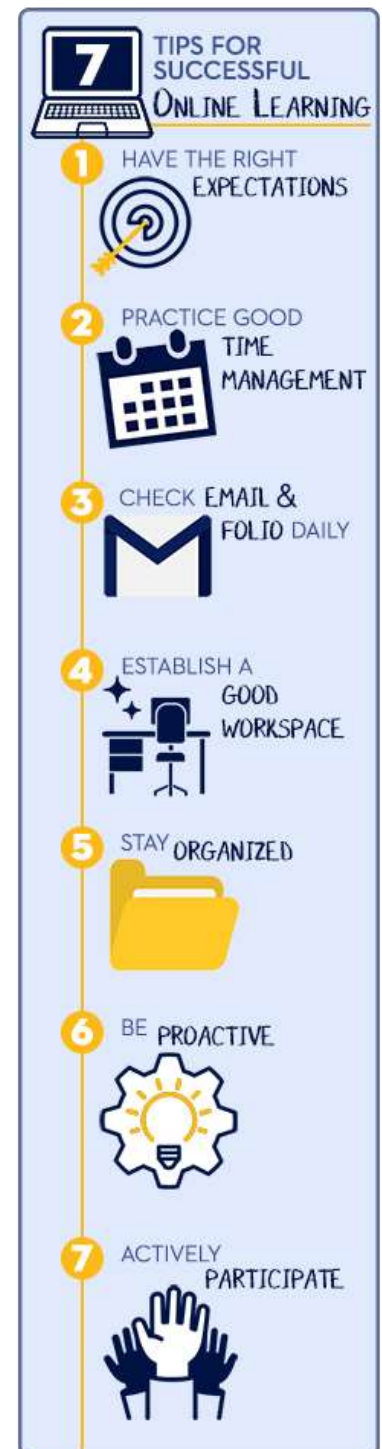 7
TIPS FOR
SUCCESSFUL
ONLINE LEARNING
1
HAVE THE RIGHT
EXPECTATIONS
2
PRACTICE GOOD
TIME
MANAGEMENT
3
CHECK EMAIL &
FOLIO DAILY
4
ESTABLISH A
GOOD
WORKSPACE
5
STAY ORGANIZED
6
BE PROACTIVE
7
ACTIVELY
PARTICIPATE